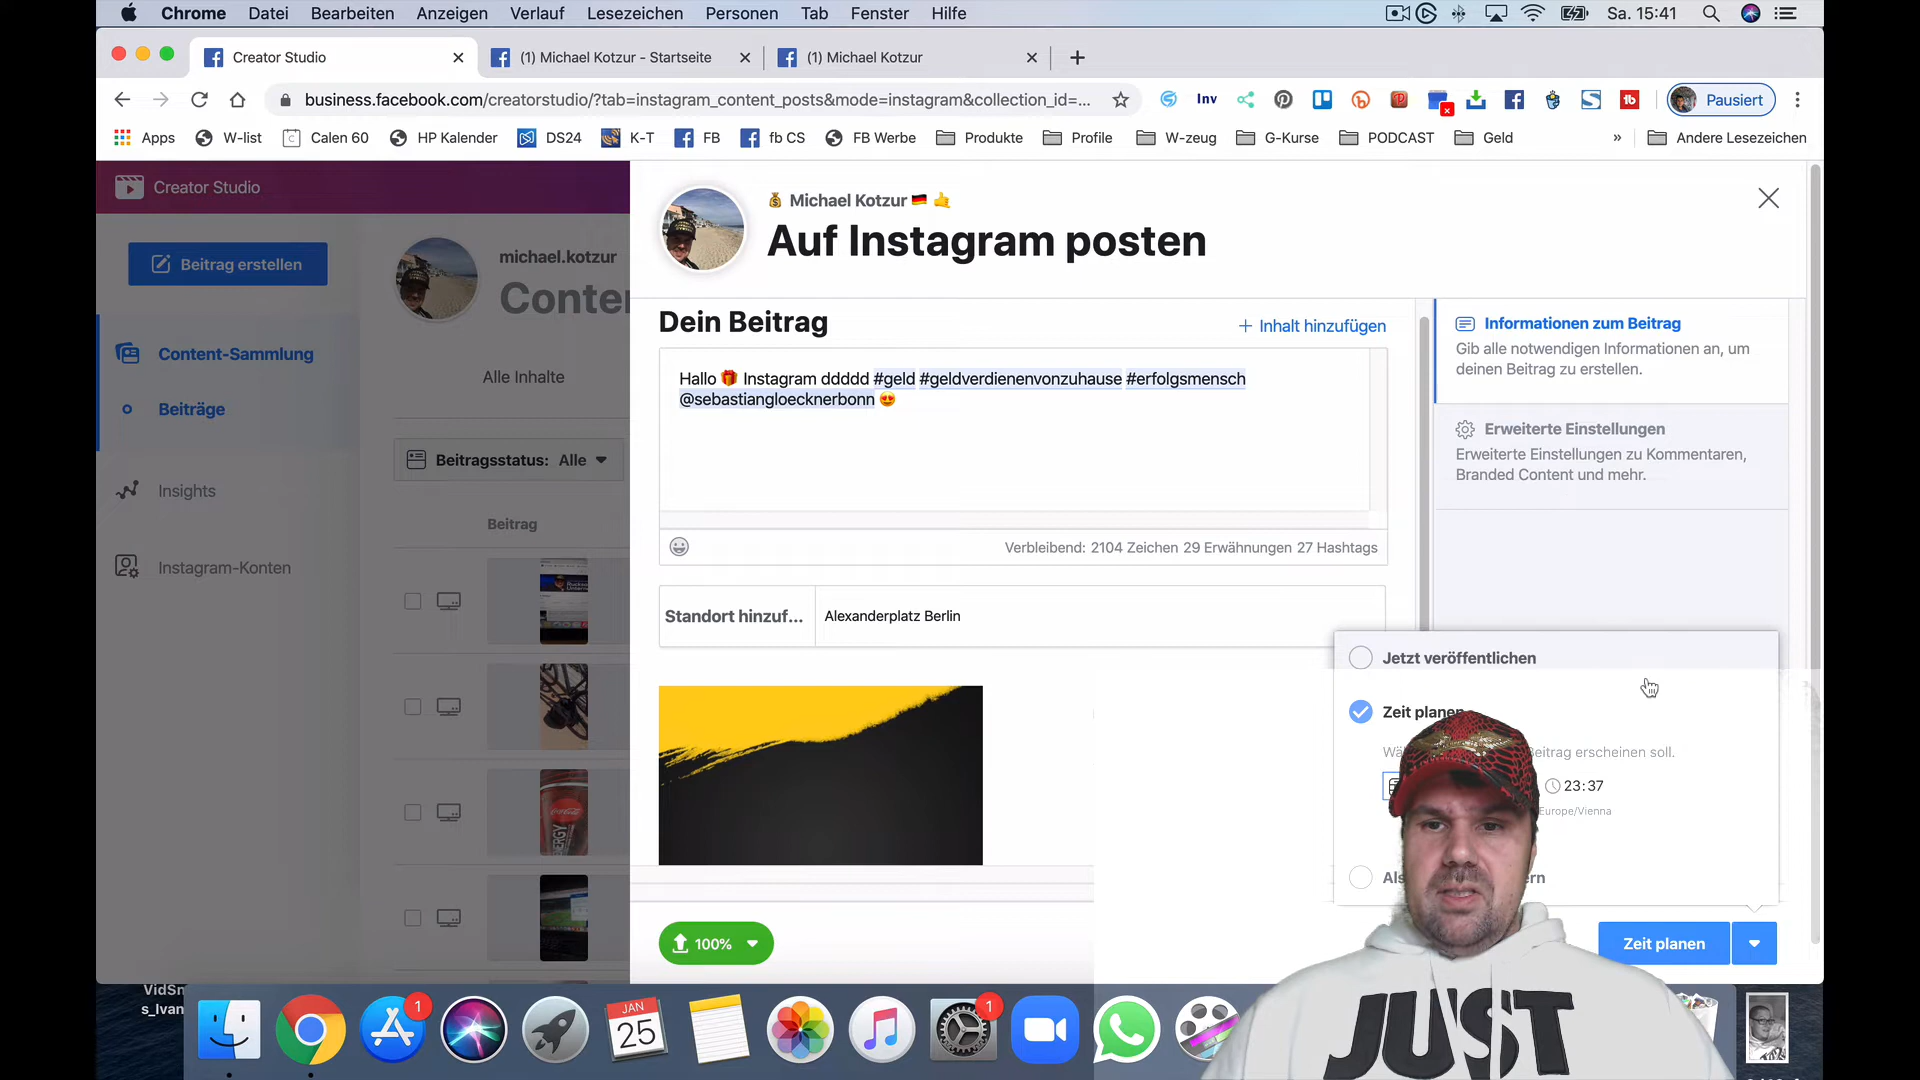 Chrome Datei Bearbeiten Anzeigen Verlauf Lesezeichen Personen Tab Fenster Hilfe Sa. 15:41
Creator Studio (1) Michael Kotzur - Startseite (1) Michael Kotzur
business.facebook.com/creatorstudio/?tab=instagram_content_posts&mode=instagram&collection_id=... Inv Pausiert
Apps W-list Calen 60 HP Kalender DS24 K-T FB fb CS FB Werbe Produkte Profile W-zeug G-Kurse PODCAST Geld » Andere Lesezeichen
Creator Studio
Beitrag erstellen
Content-Sammlung
Beiträge
Insights
Instagram-Konten
michael.kotzur
Conte
Alle Inhalte
Beitragsstatus: Alle
Beitrag
💰 Michael Kotzur 🇩🇪 🤙
Auf Instagram posten
Dein Beitrag
+ Inhalt hinzufügen
Hallo 🎁 Instagram ddddd #geld #geldverdienenvonzuhause #erfolgsmensch
@sebastiangloecknerbonn 😍
Verbleibend: 2104 Zeichen 29 Erwähnungen 27 Hashtags
Standort hinzuf... Alexanderplatz Berlin
Informationen zum Beitrag
Gib alle notwendigen Informationen an, um
deinen Beitrag zu erstellen.
Erweiterte Einstellungen
Erweiterte Einstellungen zu Kommentaren,
Branded Content und mehr.
Jetzt veröffentlichen
Zeit planen
Beitrag erscheinen soll.
23:37
Europe/Vienna
100%
Zeit planen
VidSn
s_Ivan
1
JAN
25
1
JUST